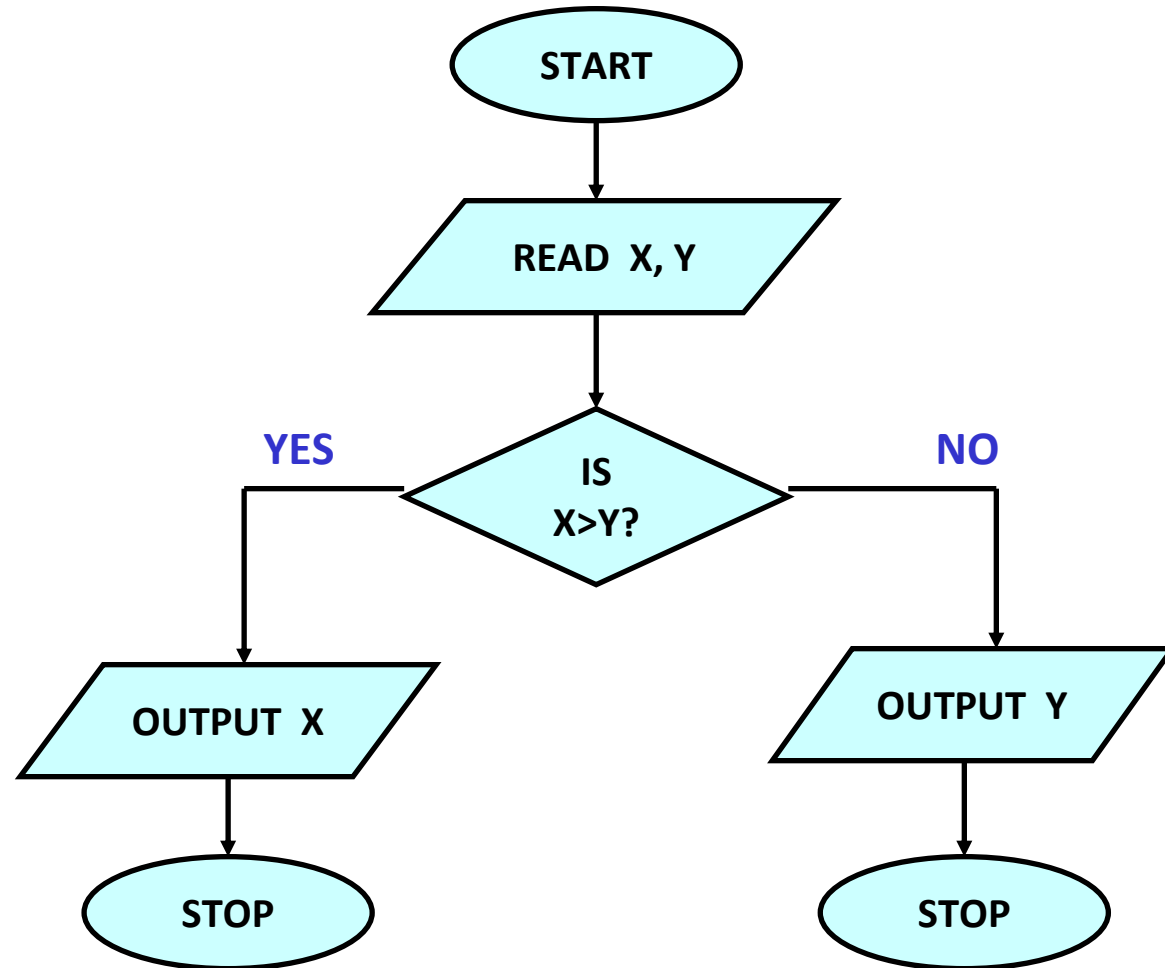 START
READ X, Y
YES
NO
IS
X>Y?
OUTPUT X
OUTPUT Y
STOP
STOP